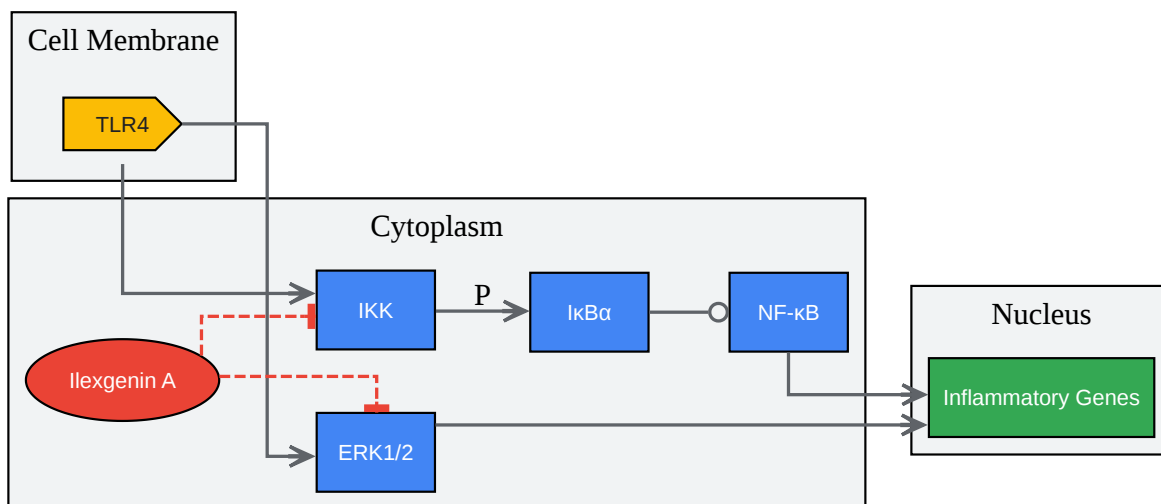 Cell Membrane
TLR4
Cytoplasm
IKK
P
IκBα
NF-κB
Nucleus
Inflammatory Genes
Ilexgenin A
ERK1/2